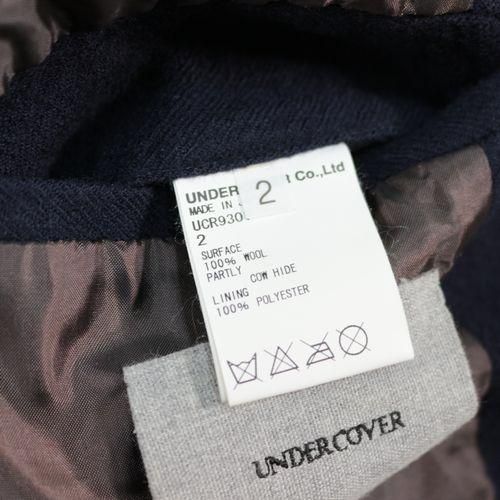 UNDER t Co.,Ltd
2
MADE IN
UCR930
2
SURFACE
100% WOOL
PARTLY
COW HIDE
LINING
100% POLYESTER
UNDERCOVER